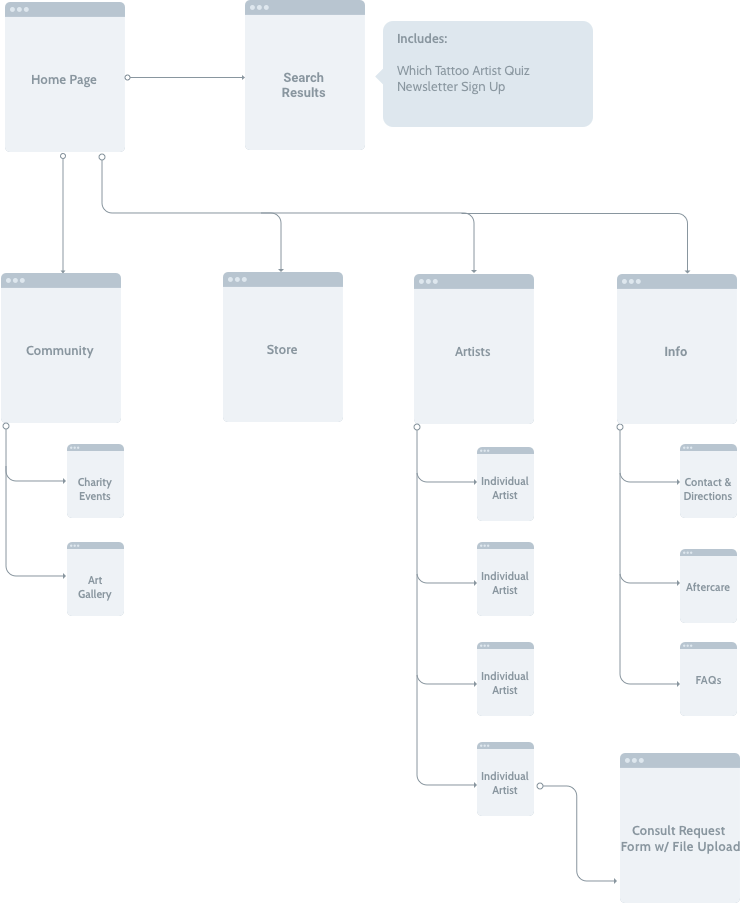 Home Page
Search
Results
Includes:
Which Tattoo Artist Quiz
Newsletter Sign Up
Community
Store
Artists
Info
Charity
Events
Art
Gallery
Individual
Artist
Individual
Artist
Individual
Artist
Individual
Artist
Contact &
Directions
Aftercare
FAQs
Consult Request
Form w/ File Upload